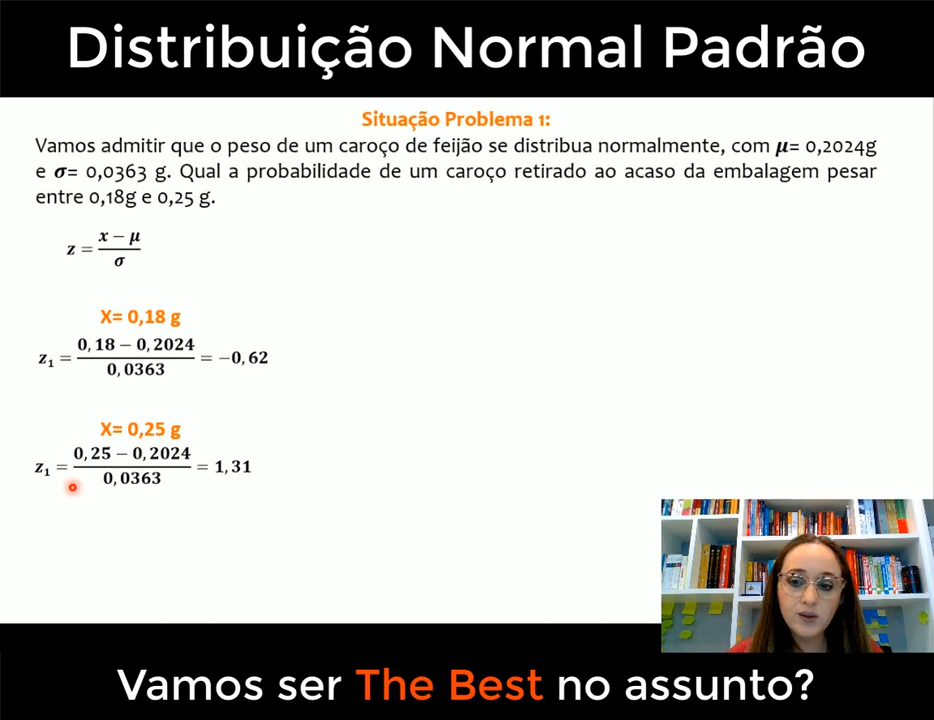 Distribuição Normal Padrão
Situação Problema 1:
Vamos admitir que o peso de um caroço de feijão se distribua normalmente, com μ= 0,2024g
e σ= 0,0363 g. Qual a probabilidade de um caroço retirado ao acaso da embalagem pesar
entre 0,18g e 0,25 g.
z = (x − μ)/σ
X= 0,18 g
z₁ = (0,18 − 0,2024)/0,0363 = −0,62
X= 0,25 g
z₁ = (0,25 − 0,2024)/0,0363 = 1,31
Vamos ser The Best no assunto?